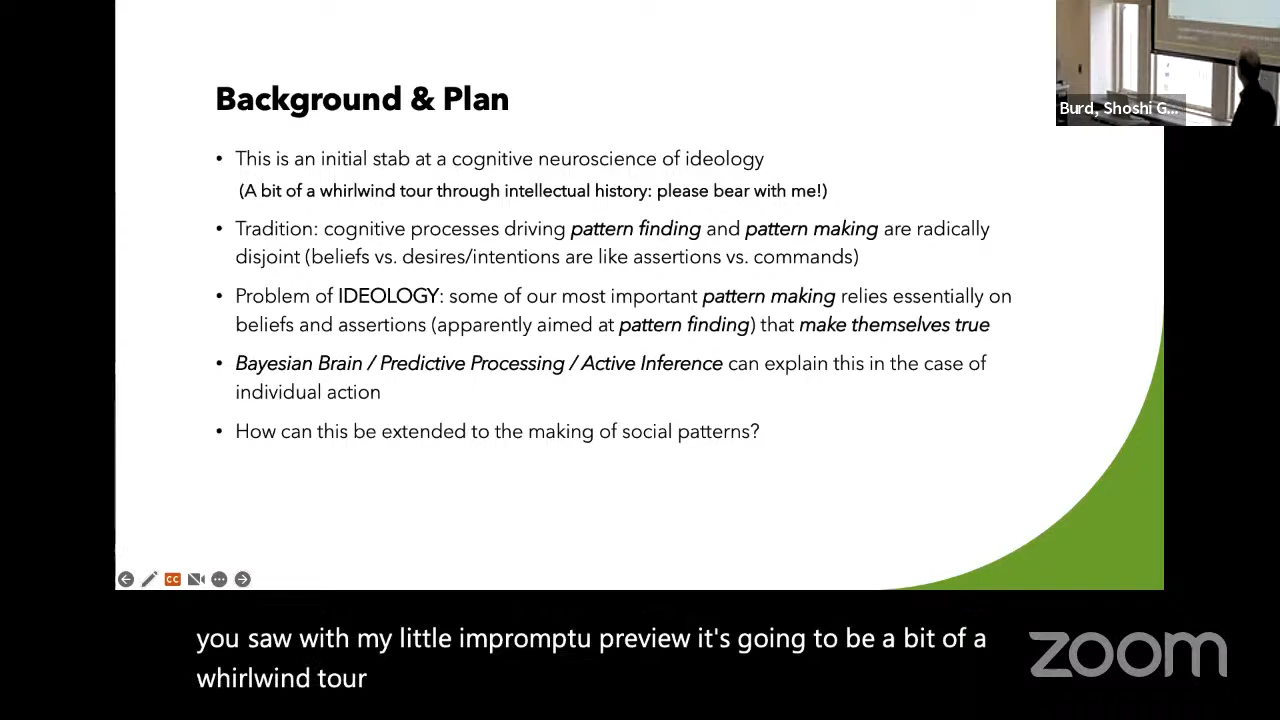 Background & Plan
• This is an initial stab at a cognitive neuroscience of ideology
(A bit of a whirlwind tour through intellectual history: please bear with me!)
• Tradition: cognitive processes driving pattern finding and pattern making are radically
disjoint (beliefs vs. desires/intentions are like assertions vs. commands)
• Problem of IDEOLOGY: some of our most important pattern making relies essentially on
beliefs and assertions (apparently aimed at pattern finding) that make themselves true
• Bayesian Brain / Predictive Processing / Active Inference can explain this in the case of
individual action
• How can this be extended to the making of social patterns?
Burd, Shoshi G...
CC
you saw with my little impromptu preview it's going to be a bit of a
whirlwind tour
zoom